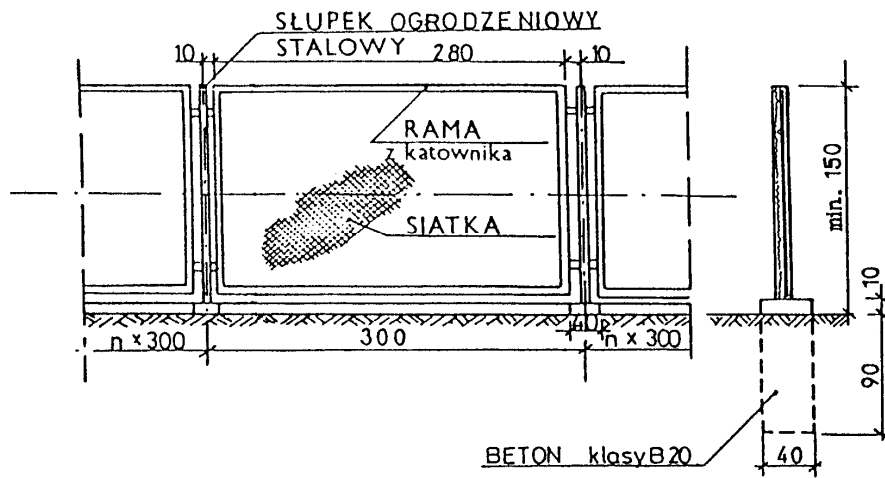 SŁUPEK OGRODZENIOWY
STALOWY
10 280 10
RAMA
z katownika
SIATKA
min. 150
10
n × 300 300 40 n × 300
90
BETON klasy B 20 40